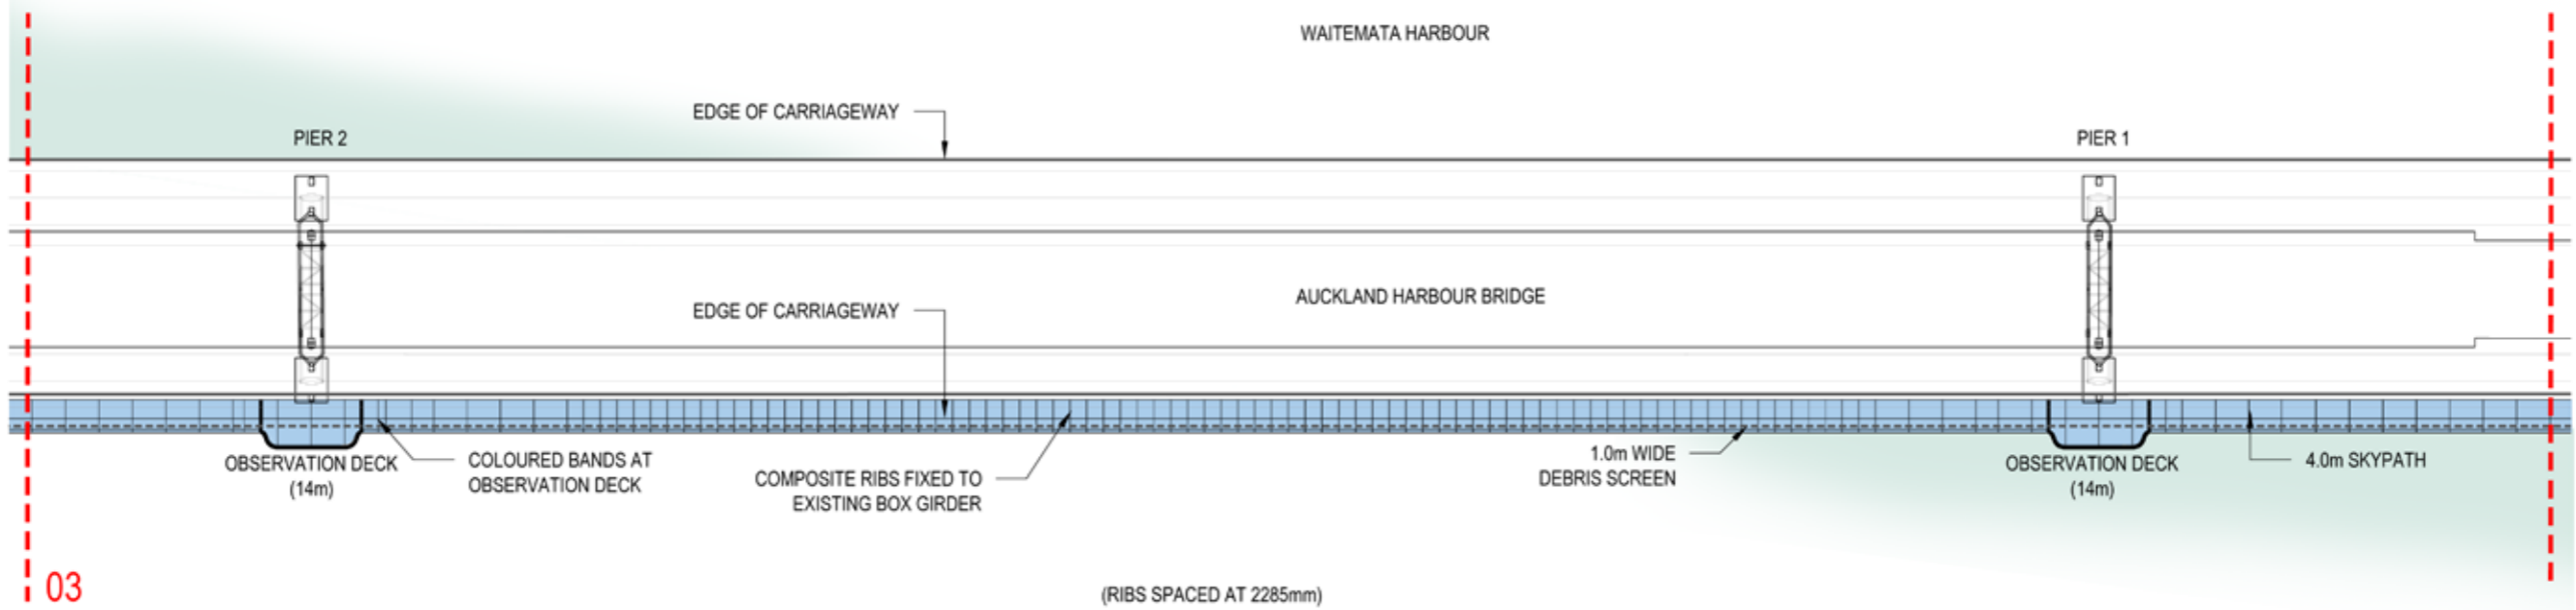 WAITEMATA HARBOUR
EDGE OF CARRIAGEWAY
PIER 2
PIER 1
EDGE OF CARRIAGEWAY
AUCKLAND HARBOUR BRIDGE
OBSERVATION DECK
(14m)
COLOURED BANDS AT
OBSERVATION DECK
COMPOSITE RIBS FIXED TO
EXISTING BOX GIRDER
1.0m WIDE
DEBRIS SCREEN
OBSERVATION DECK
(14m)
4.0m SKYPATH
03
(RIBS SPACED AT 2285mm)